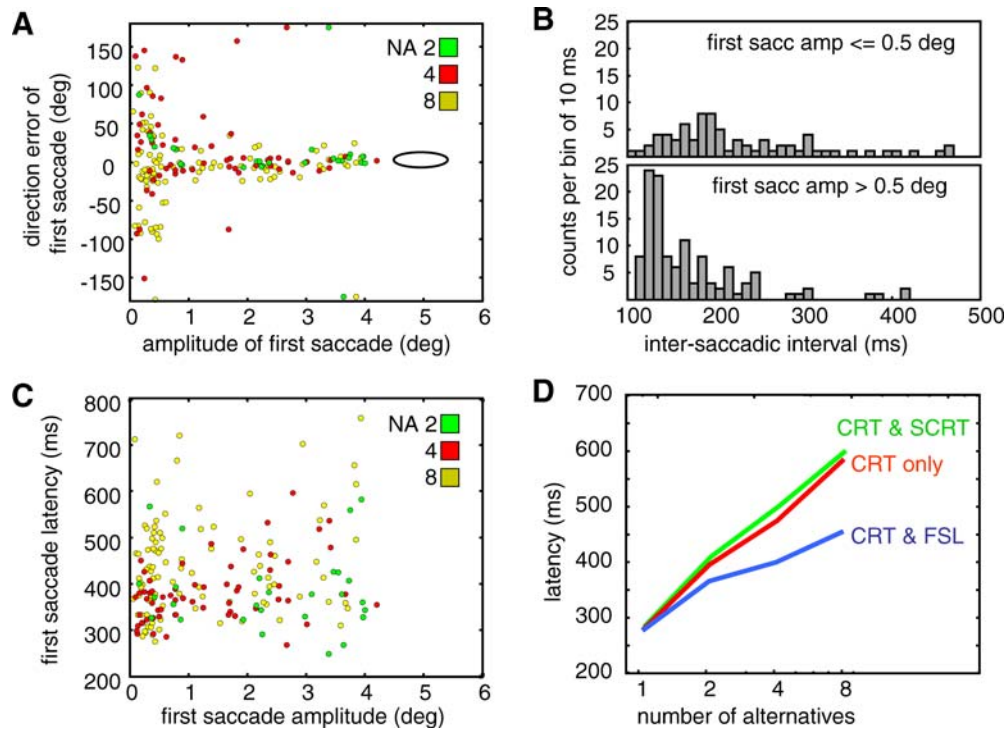 A
NA 2
4
8
direction error of
first saccade (deg)
150
100
50
0
-50
-100
-150
0 1 2 3 4 5 6
amplitude of first saccade (deg)
B
first sacc amp <= 0.5 deg
25
20
15
10
5
first sacc amp > 0.5 deg
25
20
15
10
5
counts per bin of 10 ms
100 200 300 400 500
inter-saccadic interval (ms)
C
NA 2
4
8
first saccade latency (ms)
800
700
600
500
400
300
200
0 1 2 3 4 5 6
first saccade amplitude (deg)
D
CRT & SCRT
CRT only
CRT & FSL
latency (ms)
700
600
500
400
300
200
1 2 4 8
number of alternatives